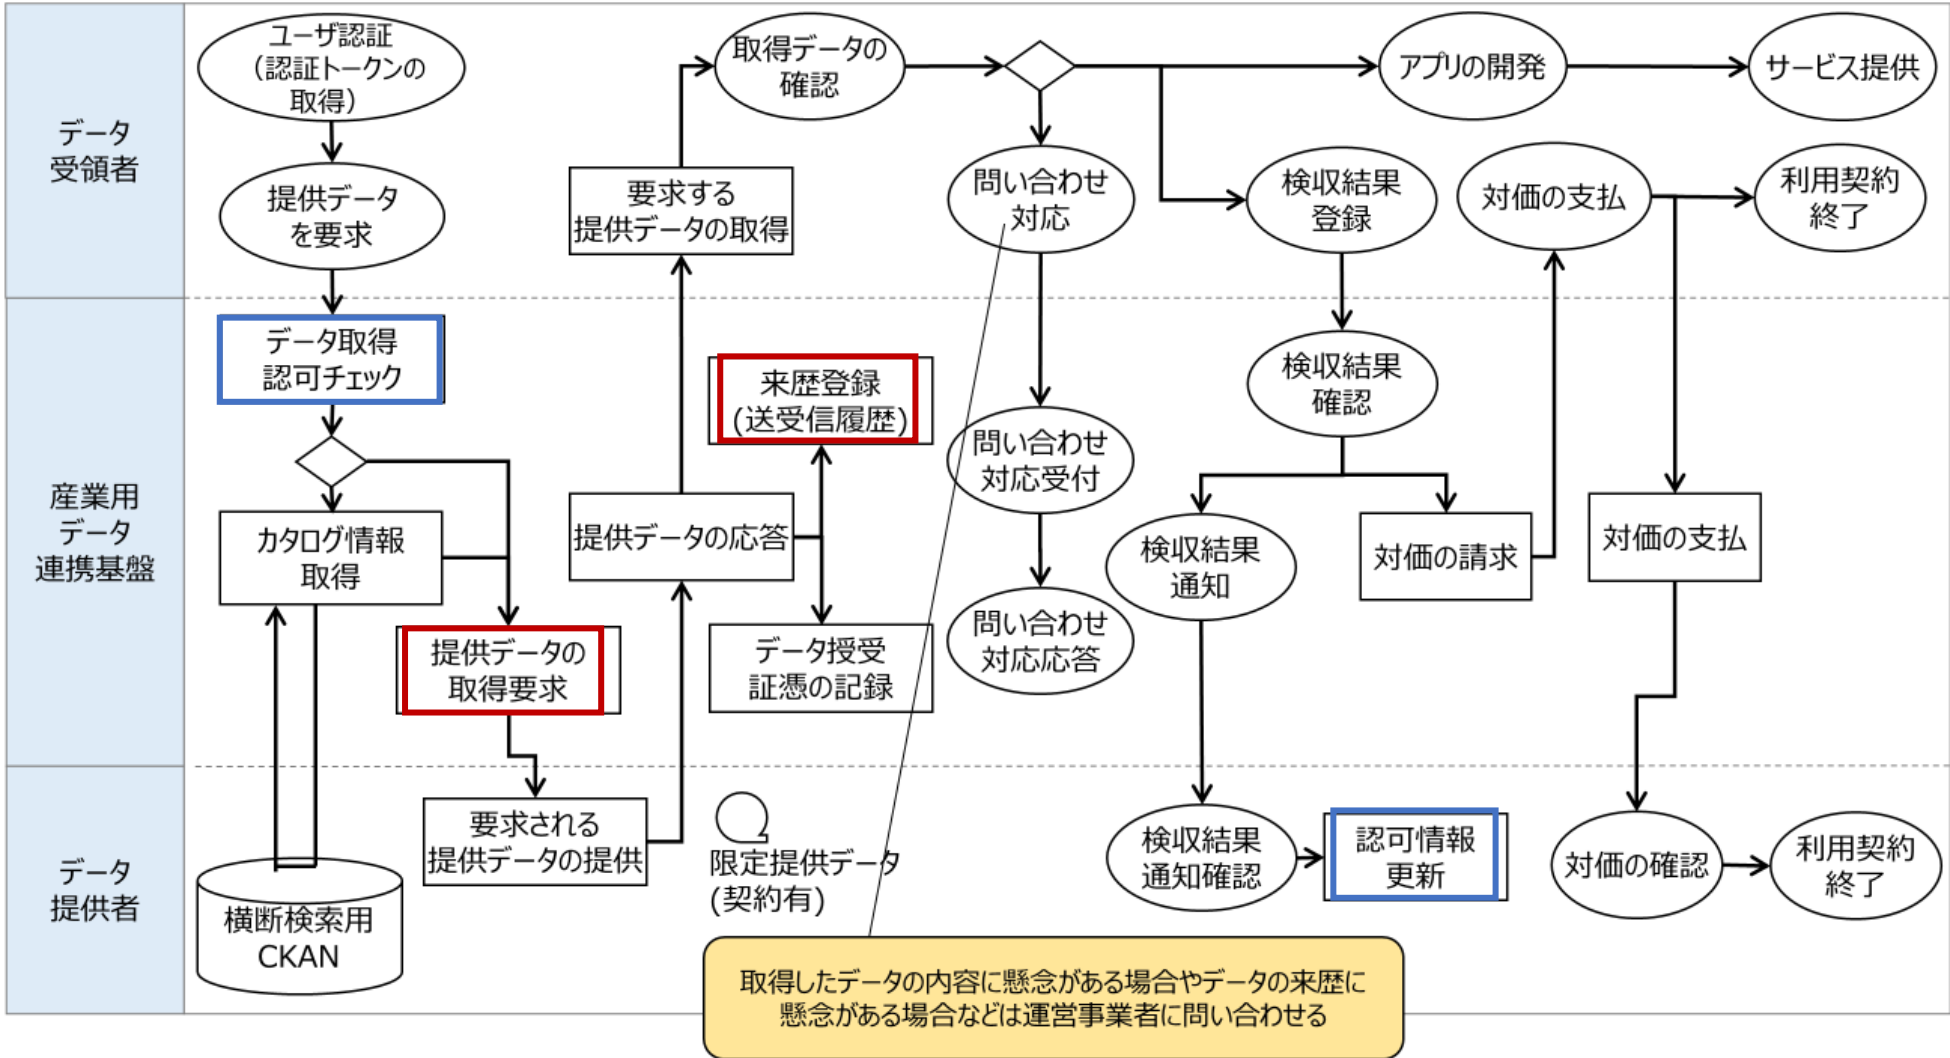 データ
受領者
ユーザ認証
（認証トークンの
取得）
提供データ
を要求
要求する
提供データの取得
取得データの
確認
問い合わせ
対応
アプリの開発
サービス提供
検収結果
登録
対価の支払
利用契約
終了
産業用
データ
連携基盤
データ取得
認可チェック
カタログ情報
取得
提供データの
取得要求
提供データの応答
来歴登録
(送受信履歴)
データ授受
証憑の記録
問い合わせ
対応受付
問い合わせ
対応応答
検収結果
確認
検収結果
通知
対価の請求
対価の支払
データ
提供者
横断検索用
CKAN
要求される
提供データの提供
限定提供データ
(契約有)
検収結果
通知確認
認可情報
更新
対価の確認
利用契約
終了
取得したデータの内容に懸念がある場合やデータの来歴に
懸念がある場合などは運営事業者に問い合わせる